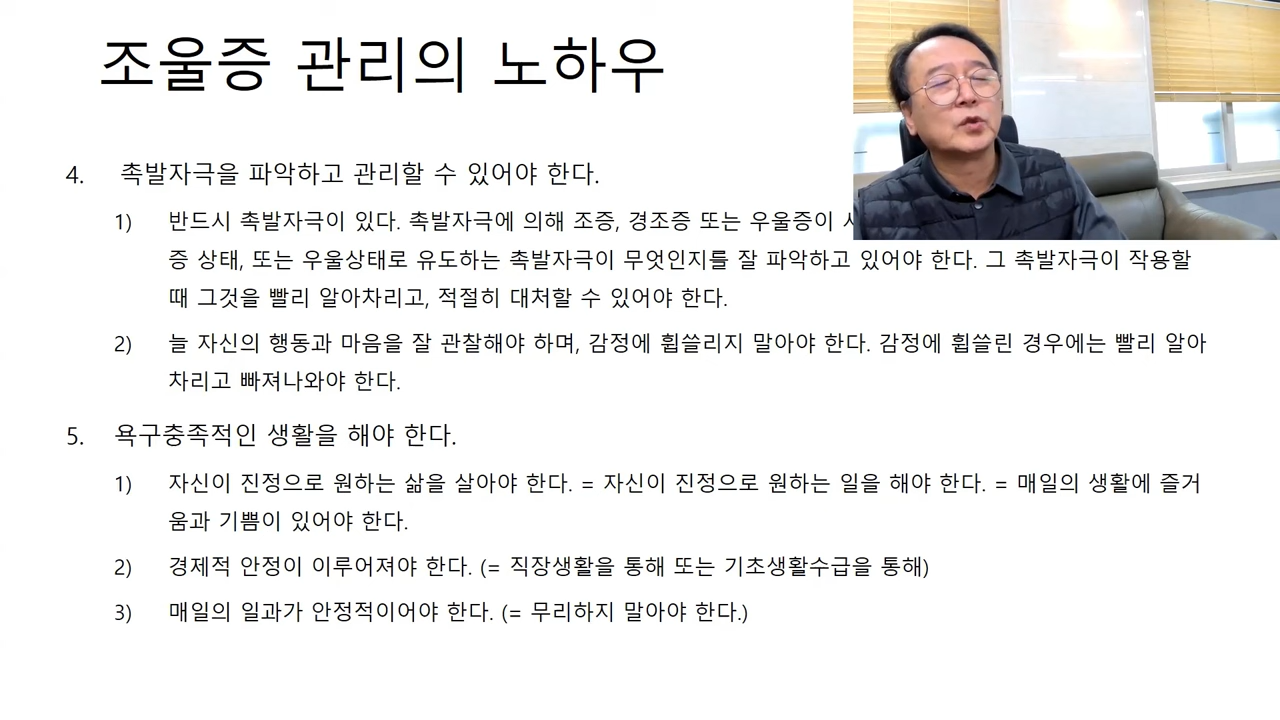 조울증 관리의 노하우
4. 촉발자극을 파악하고 관리할 수 있어야 한다.
1) 반드시 촉발자극이 있다. 촉발자극에 의해 조증, 경조증 또는 우울증이
증 상태, 또는 우울상태로 유도하는 촉발자극이 무엇인지를 잘 파악하고 있어야 한다. 그 촉발자극이 작용할
때 그것을 빨리 알아차리고, 적절히 대처할 수 있어야 한다.
2) 늘 자신의 행동과 마음을 잘 관찰해야 하며, 감정에 휩쓸리지 말아야 한다. 감정에 휩쓸린 경우에는 빨리 알아
차리고 빠져나와야 한다.
5. 욕구충족적인 생활을 해야 한다.
1) 자신이 진정으로 원하는 삶을 살아야 한다. = 자신이 진정으로 원하는 일을 해야 한다. = 매일의 생활에 즐거
움과 기쁨이 있어야 한다.
2) 경제적 안정이 이루어져야 한다. (= 직장생활을 통해 또는 기초생활수급을 통해)
3) 매일의 일과가 안정적이어야 한다. (= 무리하지 말아야 한다.)